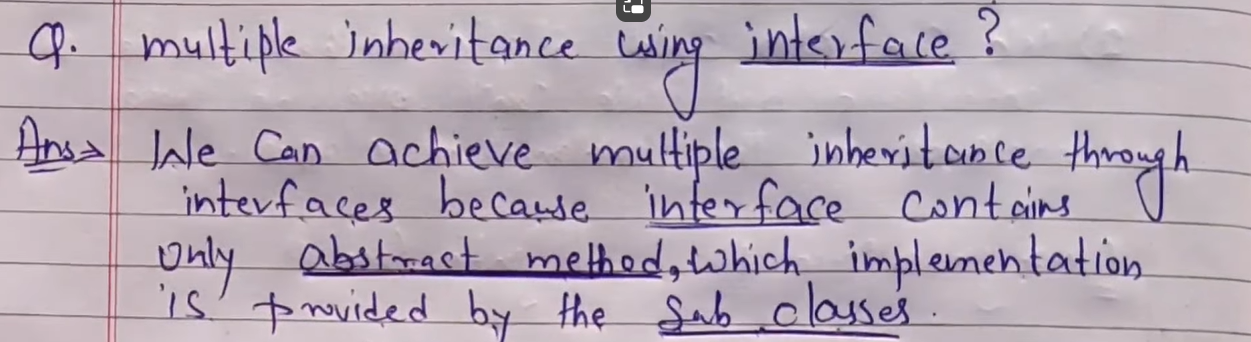 Q. multiple inheritance using interface ?
Ans→ We Can achieve multiple inheritance through
interfaces because interface contains
only abstract method, which implementation
is provided by the Sub classes.